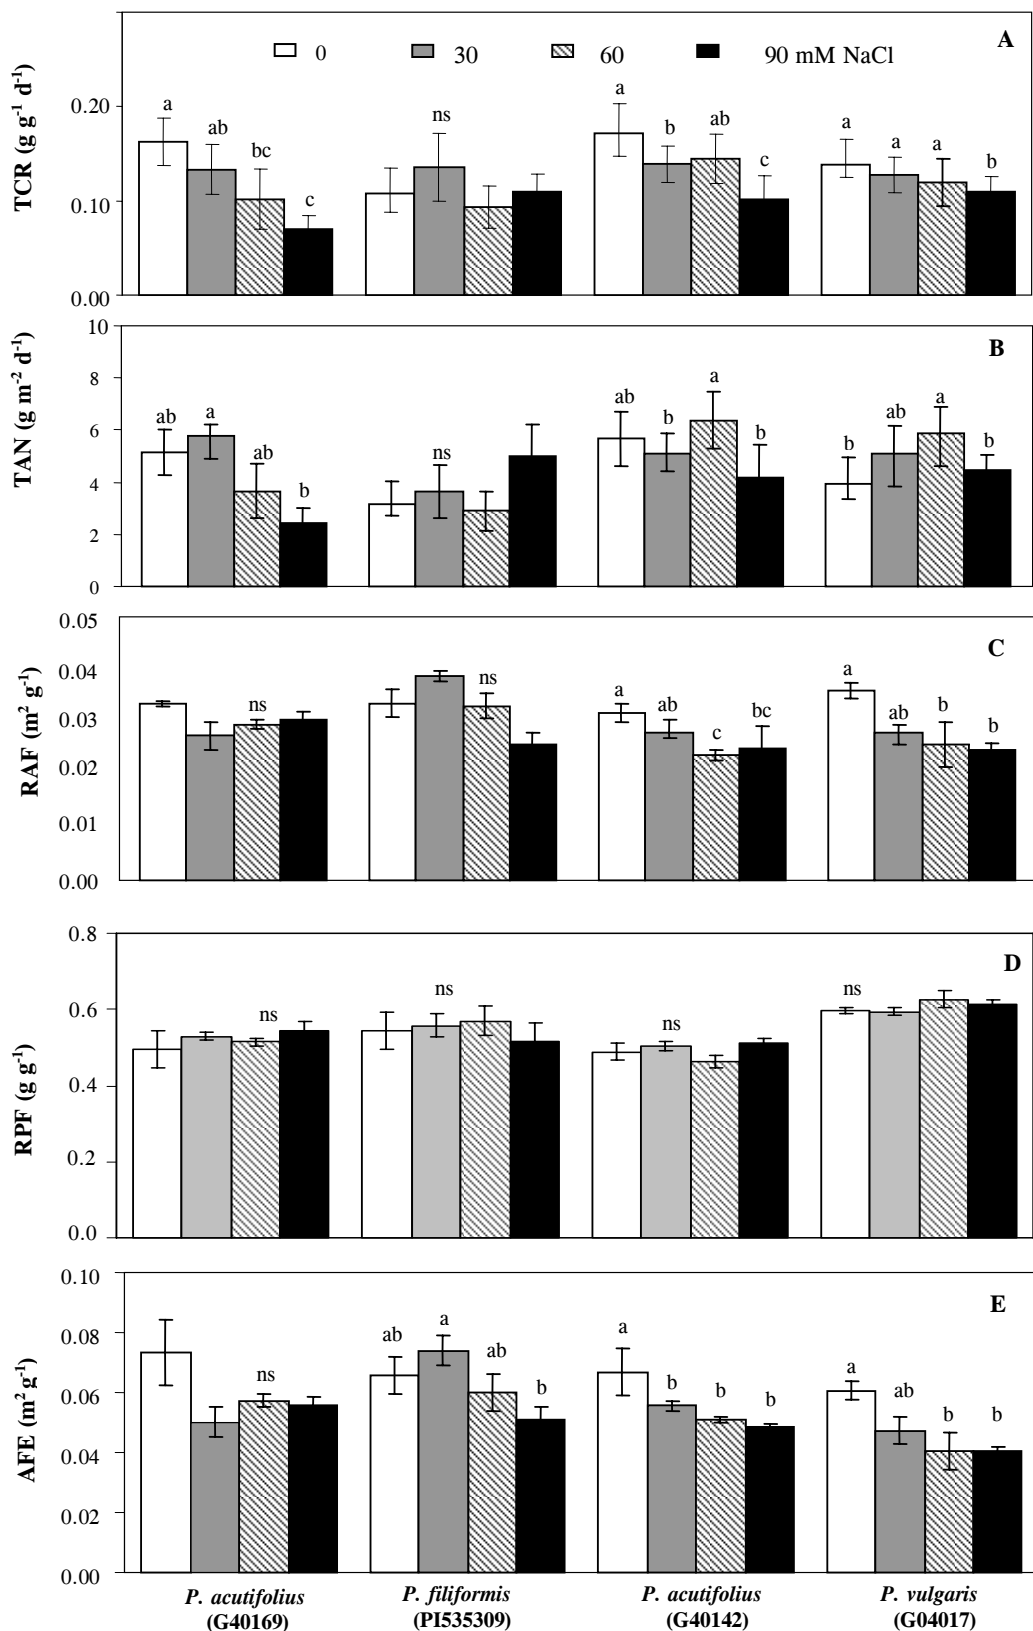 A
0 30 60 90 mM NaCl
TCR (g g⁻¹ d⁻¹)
0.20
0.10
0.00
a ab bc c
ns
a b ab c
a a a b
B
TAN (g m⁻² d⁻¹)
10
8
6
4
2
0
ab a ab b
ns
ab b a b
b ab a b
C
RAF (m² g⁻¹)
0.05
0.04
0.03
0.02
0.01
0.00
ns
ns
a ab c bc
a ab b b
D
RPF (g g⁻¹)
0.8
0.6
0.4
0.2
0.0
ns
ns
ns
ns
E
AFE (m² g⁻¹)
0.10
0.08
0.06
0.04
0.02
0.00
ns
ab a ab b
a b b b
a ab b b
P. acutifolius P. filiformis P. acutifolius P. vulgaris
(G40169) (PI535309) (G40142) (G04017)